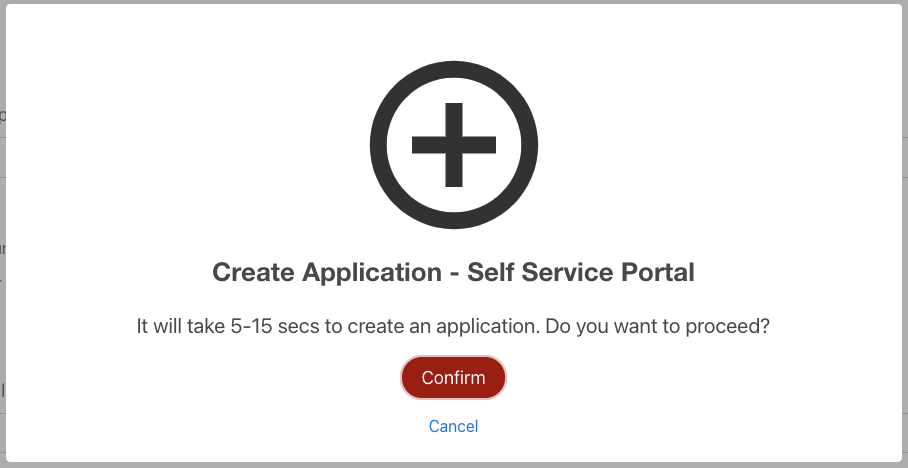 Create Application - Self Service Portal
It will take 5-15 secs to create an application. Do you want to proceed?
Confirm
Cancel